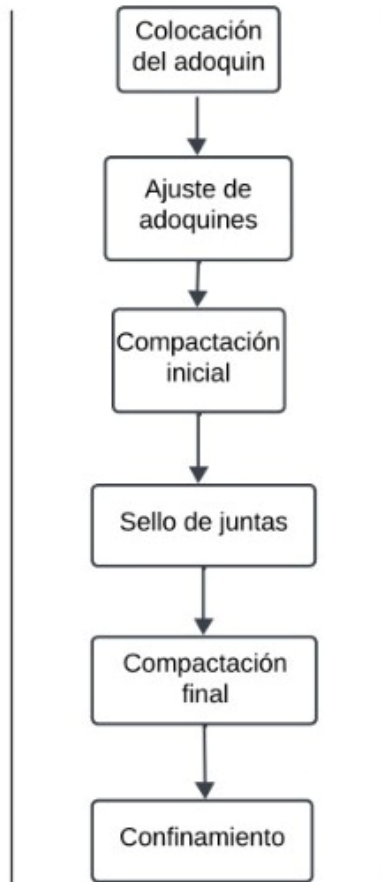 Colocación
del adoquin
Ajuste de
adoquines
Compactación
inicial
Sello de juntas
Compactación
final
Confinamiento